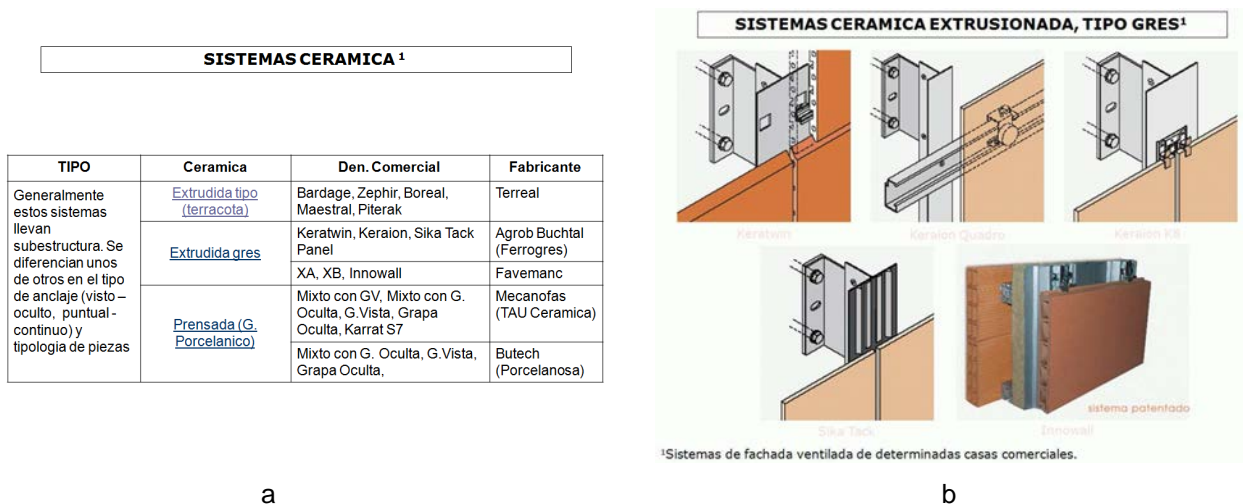 SISTEMAS CERAMICA ¹
TIPO
Ceramica
Den. Comercial
Fabricante
Generalmente
estos sistemas
llevan
subestructura. Se
diferencian unos
de otros en el tipo
de anclaje (visto –
oculto, puntual -
continuo) y
tipologia de piezas
Extrudida tipo
(terracota)
Bardage, Zephir, Boreal,
Maestral, Piterak
Terreal
Extrudida gres
Keratwin, Keraion, Sika Tack
Panel
Agrob Buchtal
(Ferrogres)
XA, XB, Innowall
Favemanc
Prensada (G.
Porcelanico)
Mixto con GV, Mixto con G.
Oculta, G.Vista, Grapa
Oculta, Karrat S7
Mecanofas
(TAU Ceramica)
Mixto con G. Oculta, G.Vista,
Grapa Oculta,
Butech
(Porcelanosa)
a
SISTEMAS CERAMICA EXTRUSIONADA, TIPO GRES¹
Keratwin
Keraion Quadro
Keraion K8
Sika Tack
sistema patentado
Innowall
¹Sistemas de fachada ventilada de determinadas casas comerciales.
b